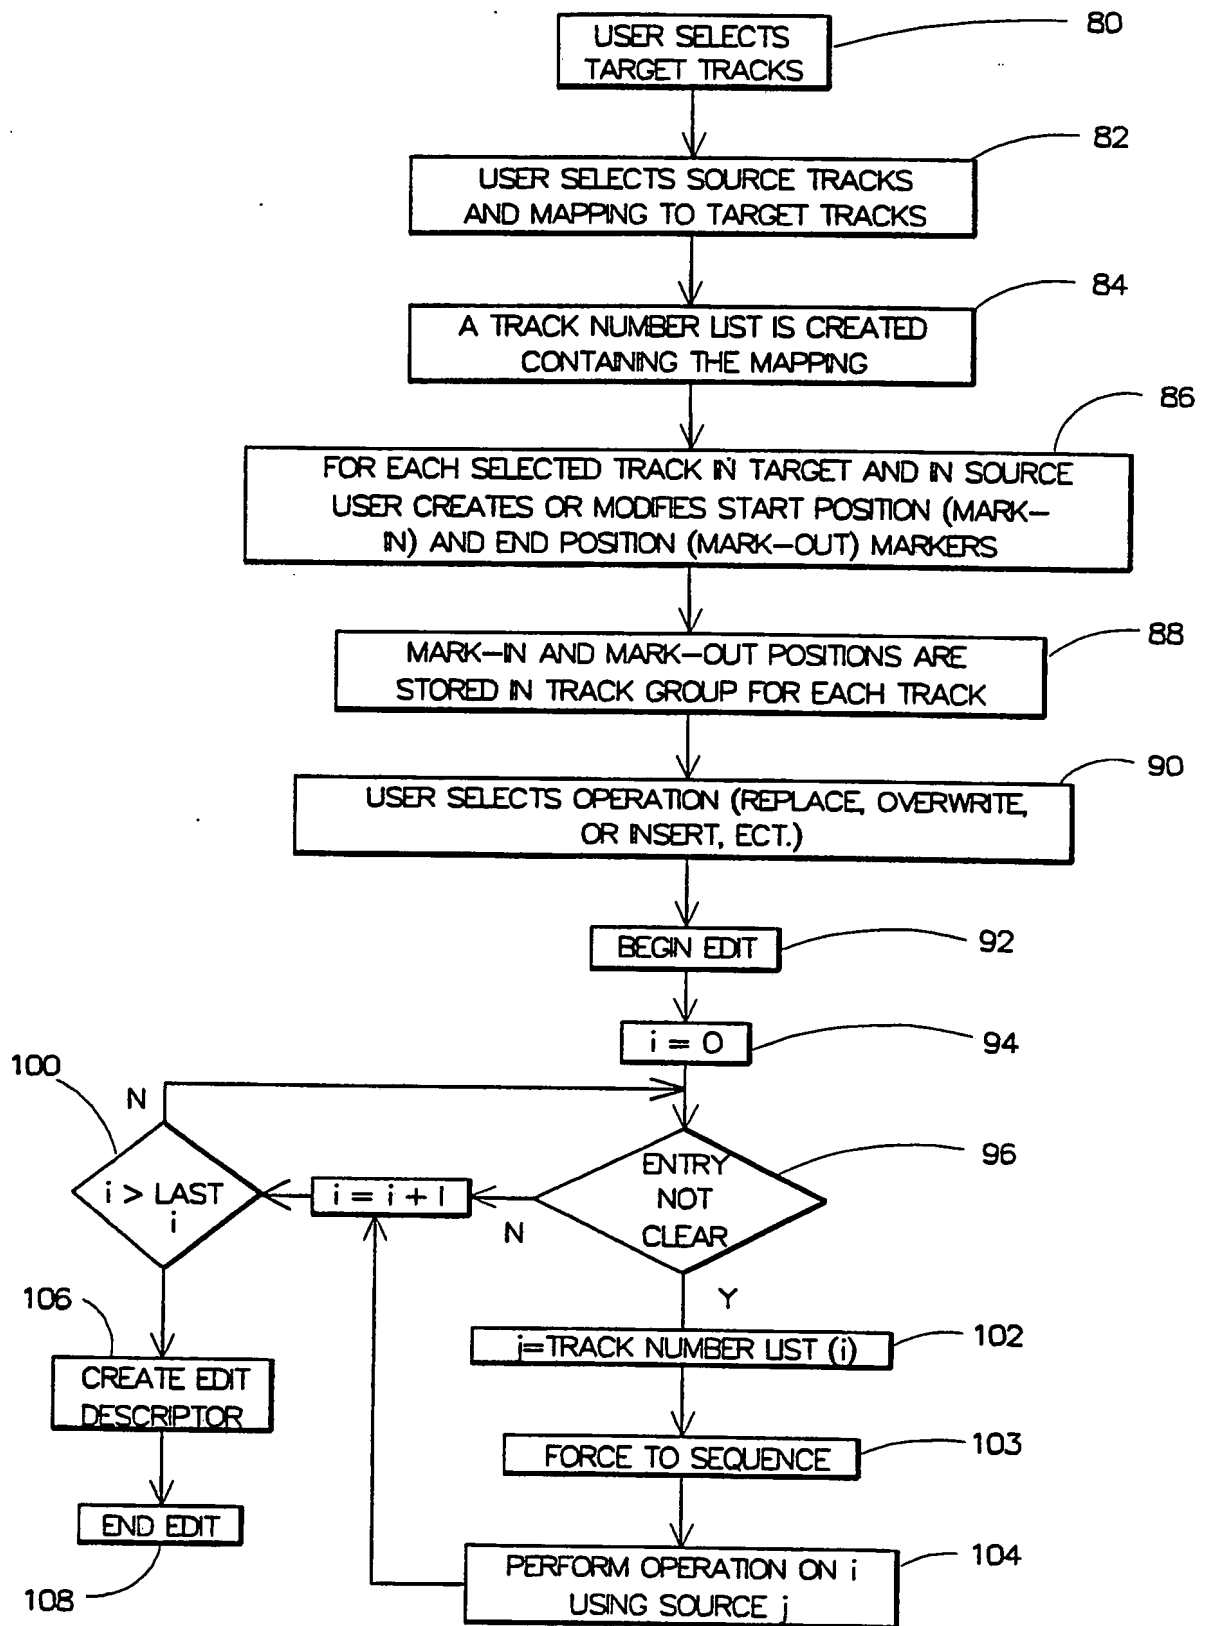 USER SELECTS
TARGET TRACKS
80
USER SELECTS SOURCE TRACKS
AND MAPPING TO TARGET TRACKS
82
A TRACK NUMBER LIST IS CREATED
CONTAINING THE MAPPING
84
FOR EACH SELECTED TRACK IN TARGET AND IN SOURCE
USER CREATES OR MODIFIES START POSITION (MARK-
IN) AND END POSITION (MARK-OUT) MARKERS
86
MARK-IN AND MARK-OUT POSITIONS ARE
STORED IN TRACK GROUP FOR EACH TRACK
88
USER SELECTS OPERATION (REPLACE, OVERWRITE,
OR INSERT, ECT.)
90
BEGIN EDIT
92
i = 0
94
ENTRY
NOT
CLEAR
96
N
Y
i = i + 1
i > LAST
i
100
N
j=TRACK NUMBER LIST (i)
102
FORCE TO SEQUENCE
103
PERFORM OPERATION ON i
USING SOURCE j
104
CREATE EDIT
DESCRIPTOR
106
END EDIT
108